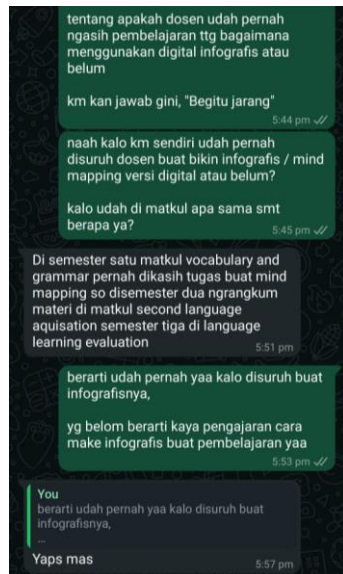 tentang apakah dosen udah pernah
ngasih pembelajaran ttg bagaimana
menggunakan digital infografis atau
belum
km kan jawab gini, "Begitu jarang"
5:44 pm
naah kalo km sendiri udah pernah
disuruh dosen buat bikin infografis / mind
mapping versi digital atau belum?
kalo udah di matkul apa sama smt
berapa ya?
5:45 pm
Di semester satu matkul vocabulary and
grammar pernah dikasih tugas buat mind
mapping so disemester dua ngrangkum
materi di matkul second language
aquisation semester tiga di language
learning evaluation
5:51 pm
berarti udah pernah yaa kalo disuruh buat
infografisnya,
yg belom berarti kaya pengajaran cara
make infografis buat pembelajaran yaa
5:53 pm
You
berarti udah pernah yaa kalo disuruh buat
infografisnya,
...
Yaps mas
5:57 pm